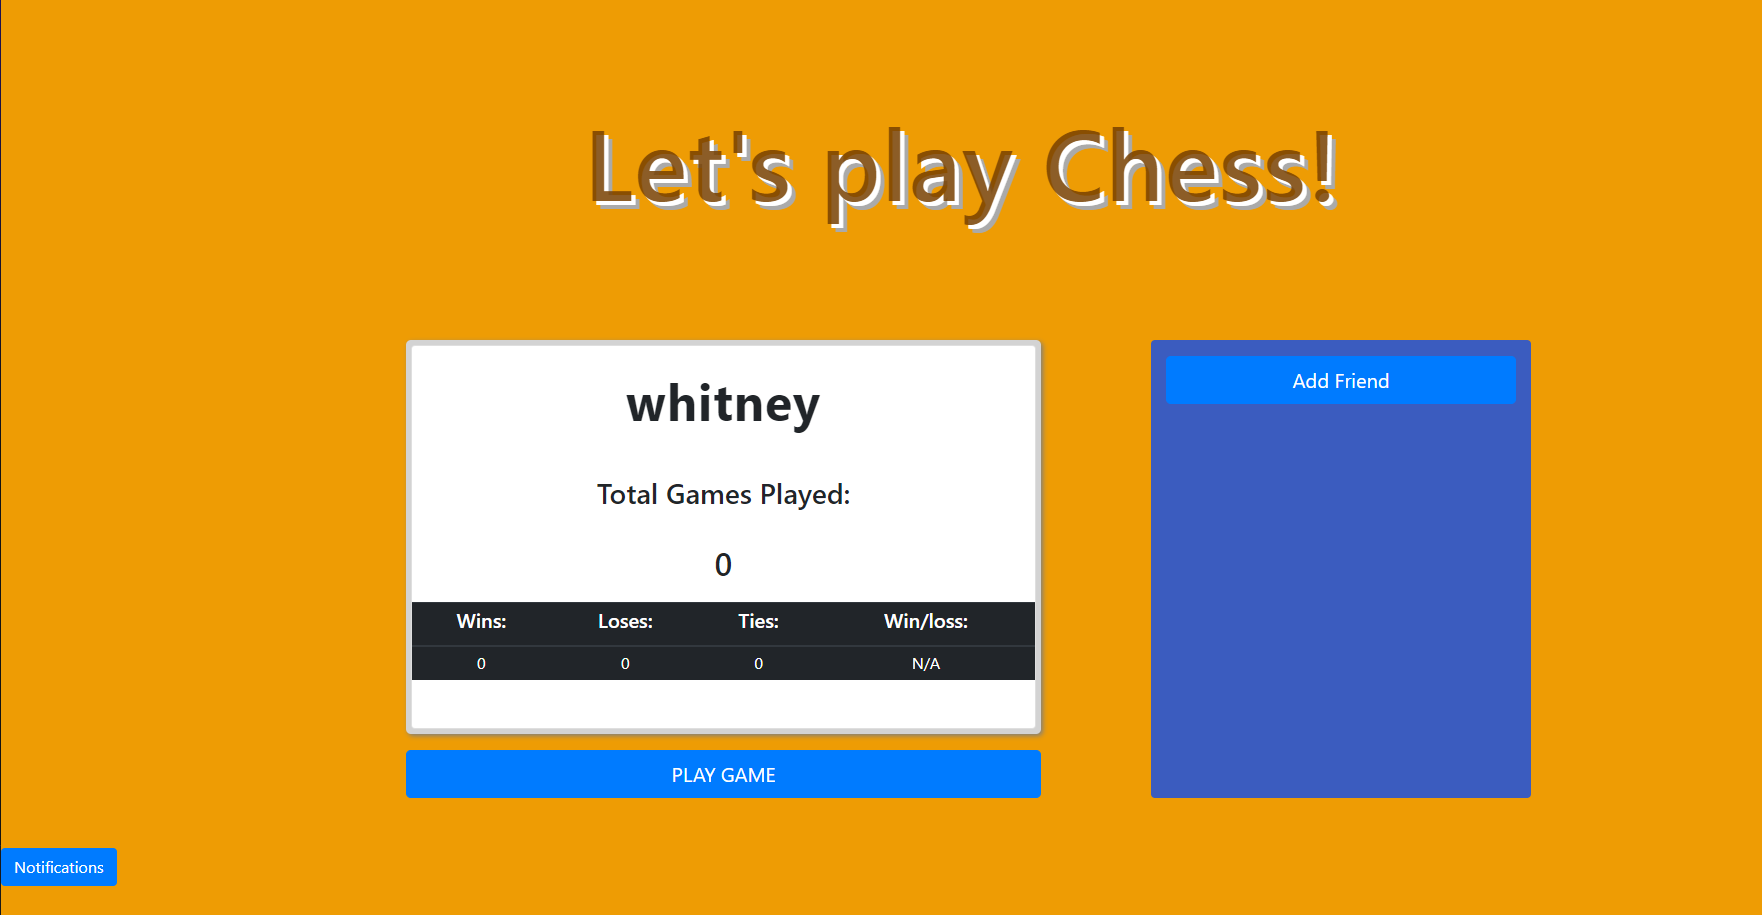 Let's play Chess!
whitney
Add Friend
Total Games Played:
0
Wins: Loses: Ties: Win/loss:
0 0 0 N/A
PLAY GAME
Notifications